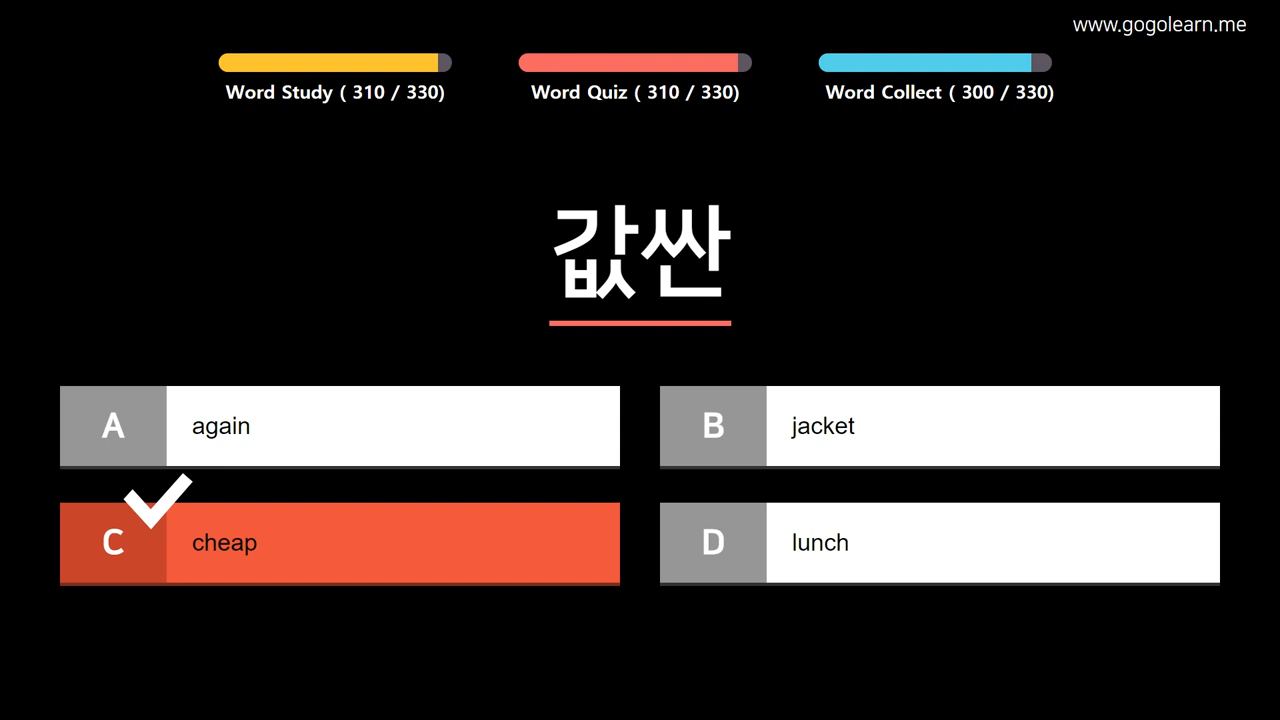 www.gogolearn.me
Word Study ( 310 / 330)
Word Quiz ( 310 / 330)
Word Collect ( 300 / 330)
값싼
A again
B jacket
C cheap
D lunch